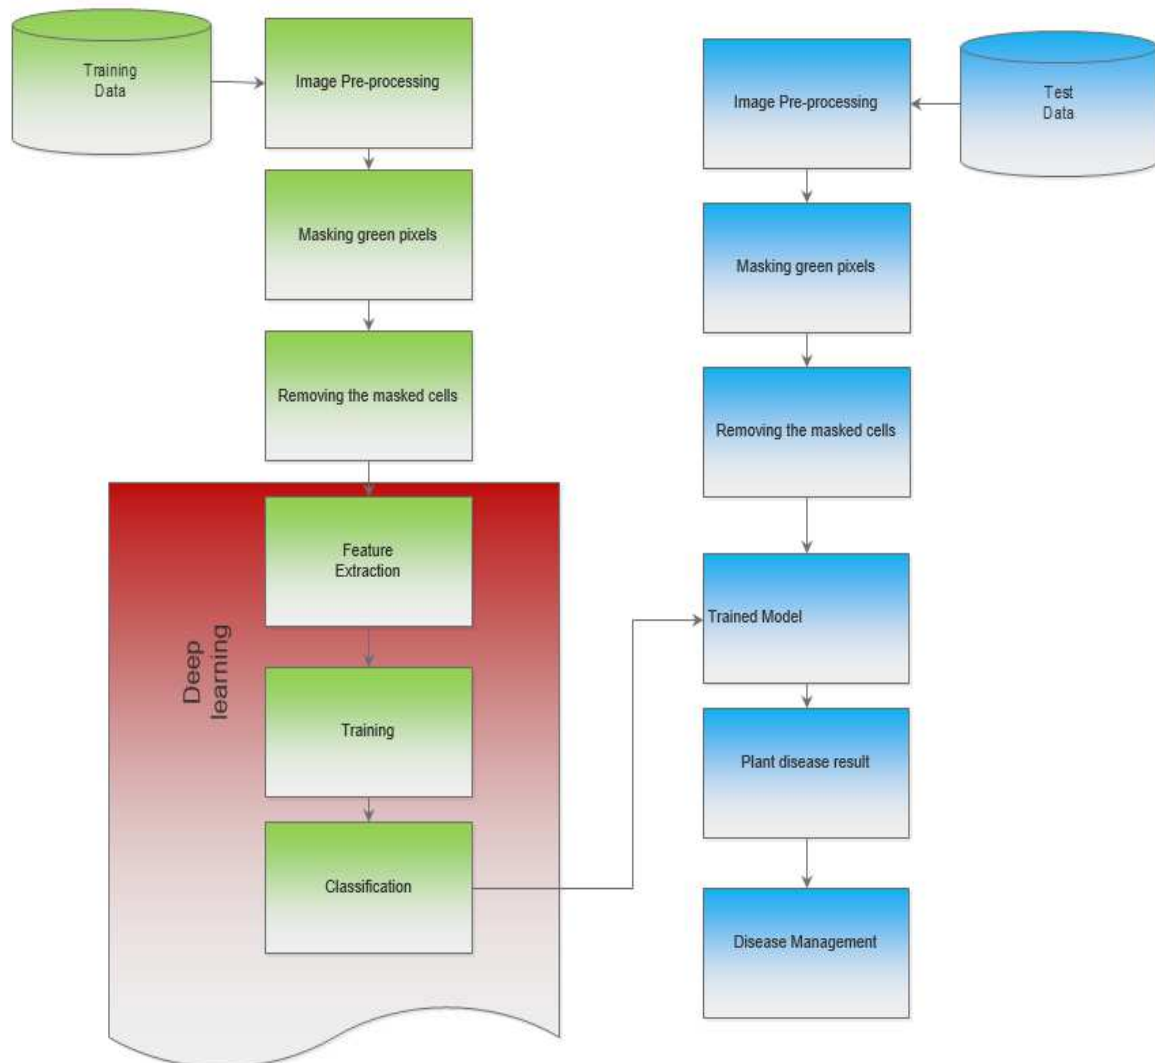 Training
Data
Image Pre-processing
Masking green pixels
Removing the masked cells
Deep
learning
Feature
Extraction
Training
Classification
Test
Data
Image Pre-processing
Masking green pixels
Removing the masked cells
Trained Model
Plant disease result
Disease Management